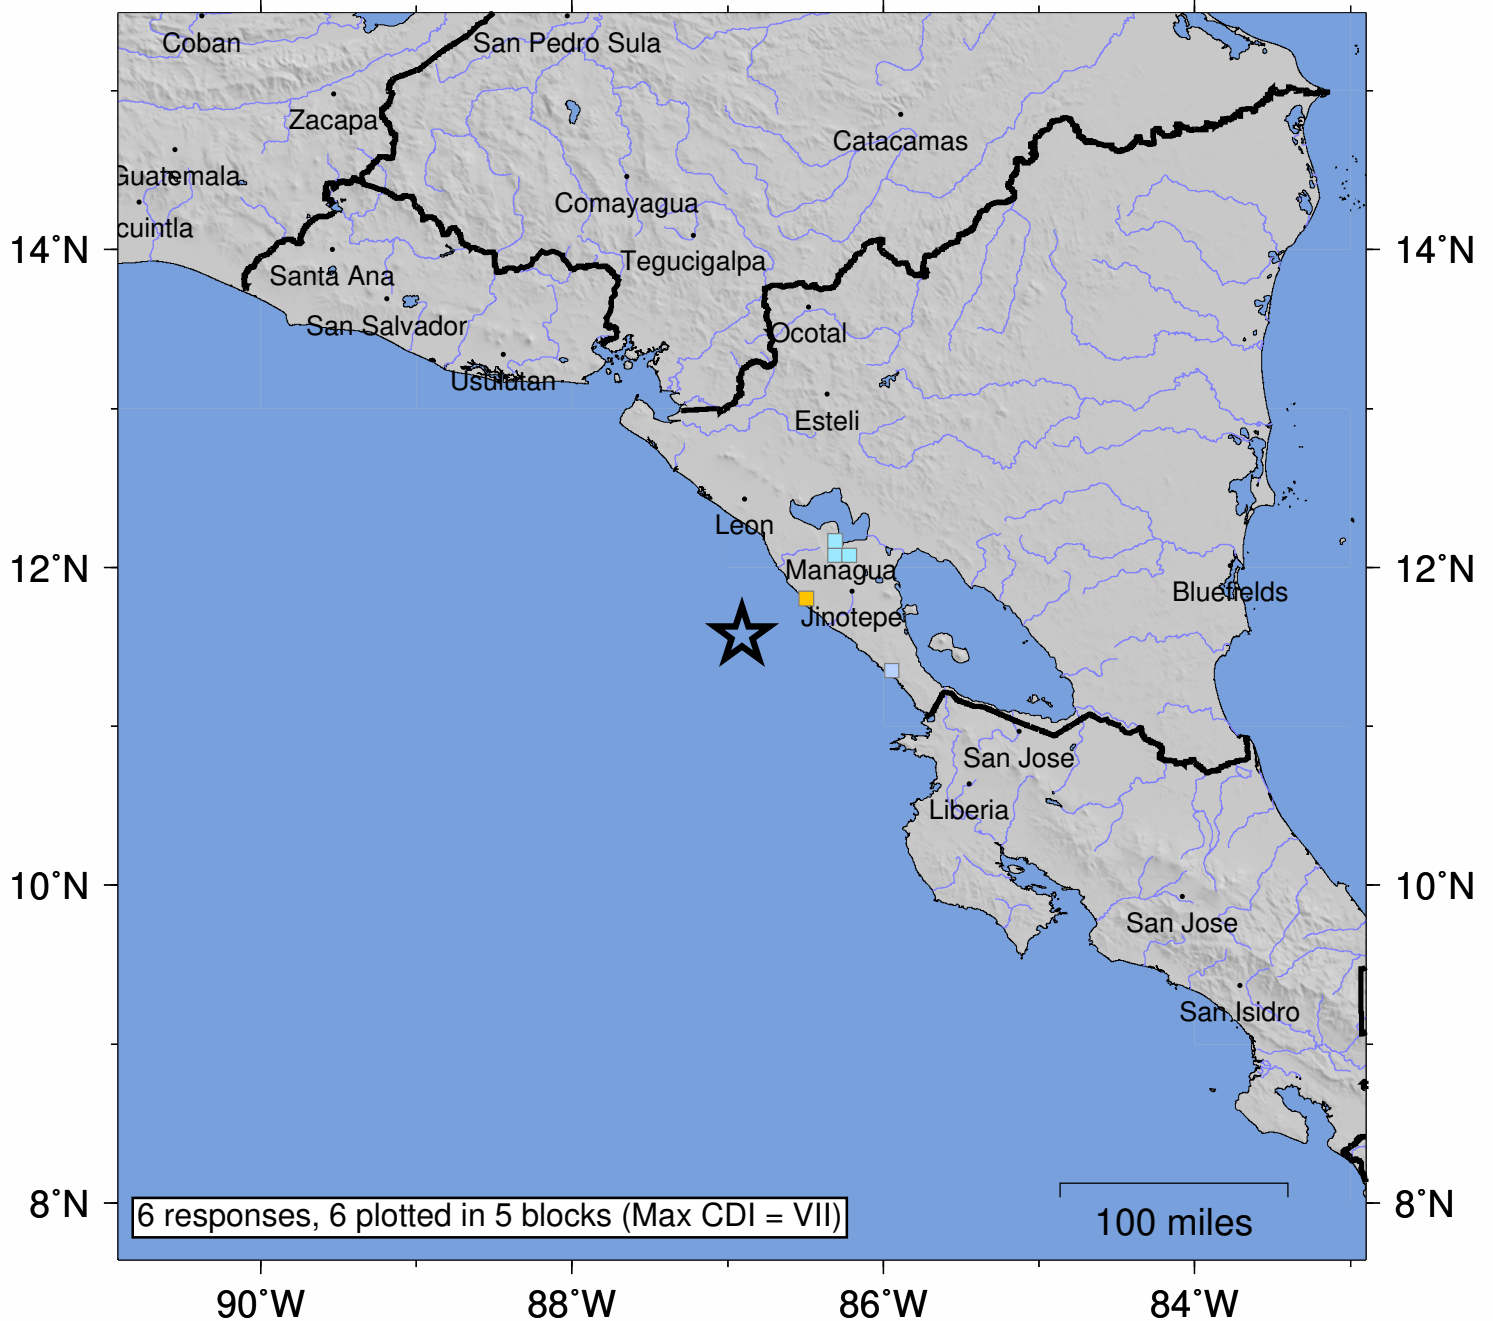 Coban
San Pedro Sula
Zacapa
Catacamas
Guatemala
Comayagua
cuintla
14°N
14°N
Tegucigalpa
Santa Ana
San Salvador
Ocotal
Usulutan
Esteli
Leon
12°N
Managua
12°N
Bluefields
Jinotepe
San Jose
Liberia
10°N
10°N
San Jose
San Isidro
8°N
6 responses, 6 plotted in 5 blocks (Max CDI = VII)
100 miles
8°N
90°W
88°W
86°W
84°W